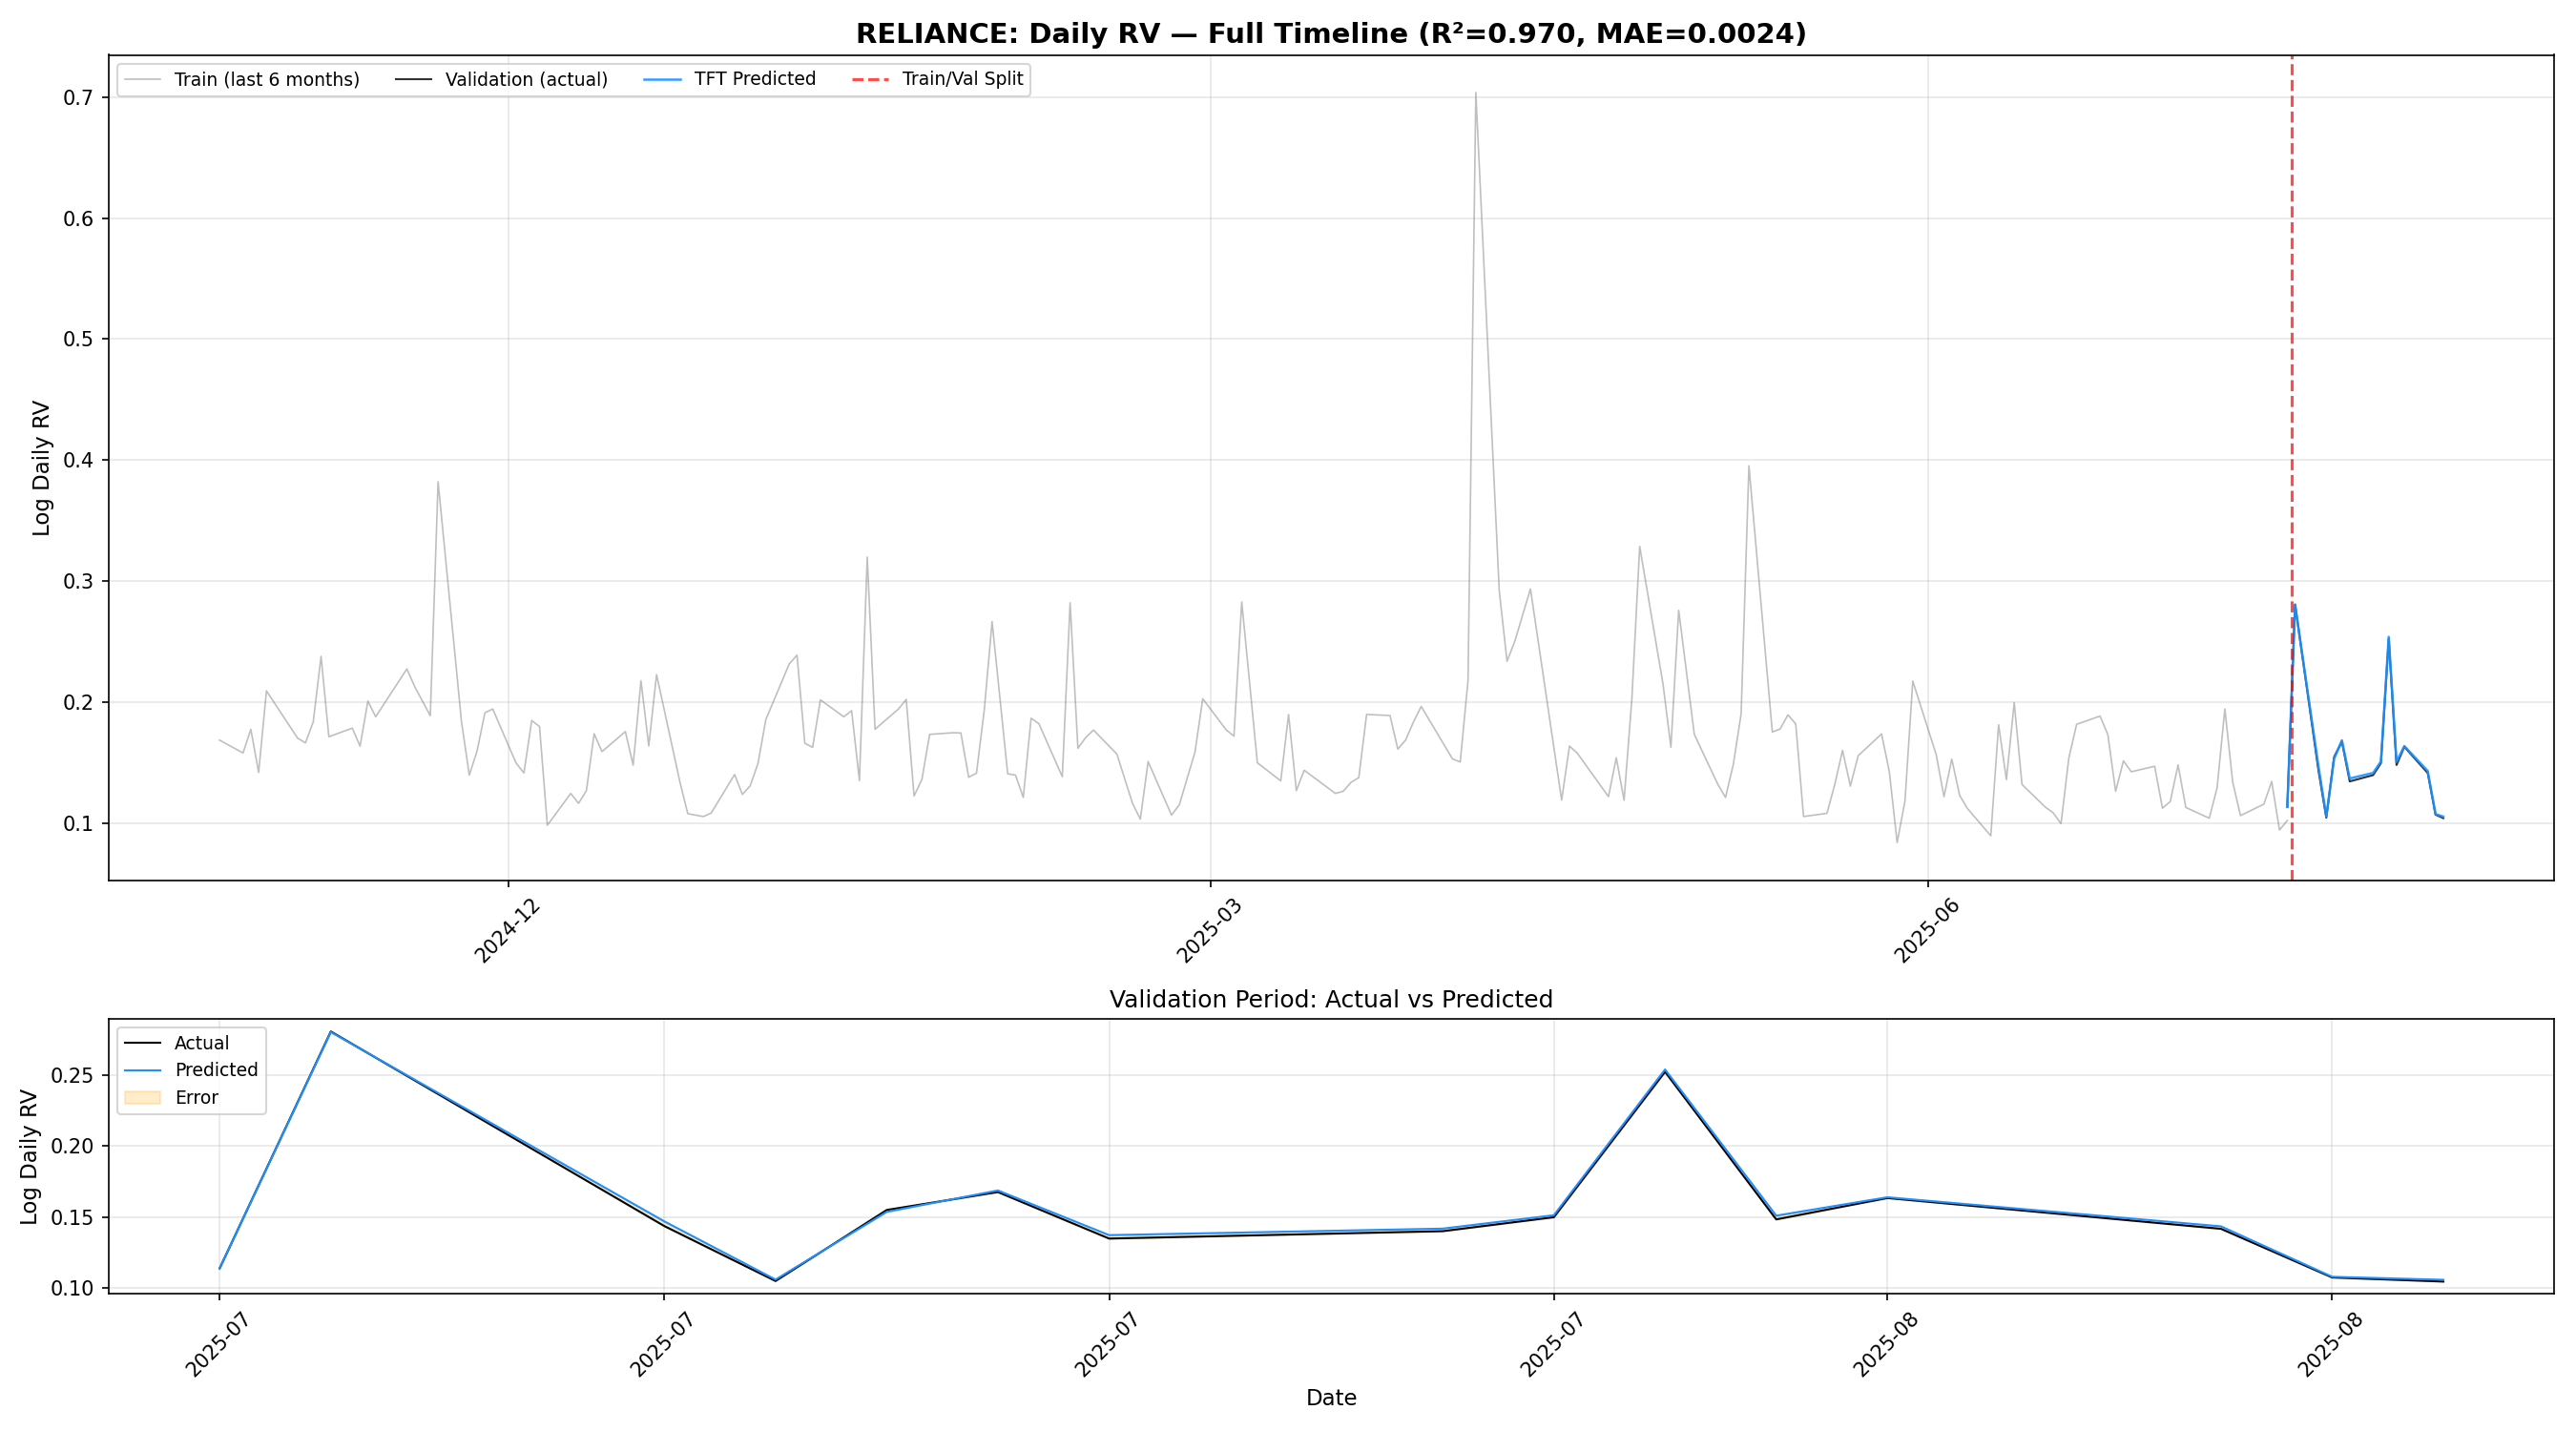 RELIANCE: Daily RV — Full Timeline (R²=0.970, MAE=0.0024)
Train (last 6 months) Validation (actual) TFT Predicted Train/Val Split
Log Daily RV
0.7
0.6
0.5
0.4
0.3
0.2
0.1
2024-12 2025-03 2025-06
Validation Period: Actual vs Predicted
Actual
Predicted
Error
Log Daily RV
0.25
0.20
0.15
0.10
2025-07 2025-07 2025-07 2025-07 2025-08 2025-08
Date